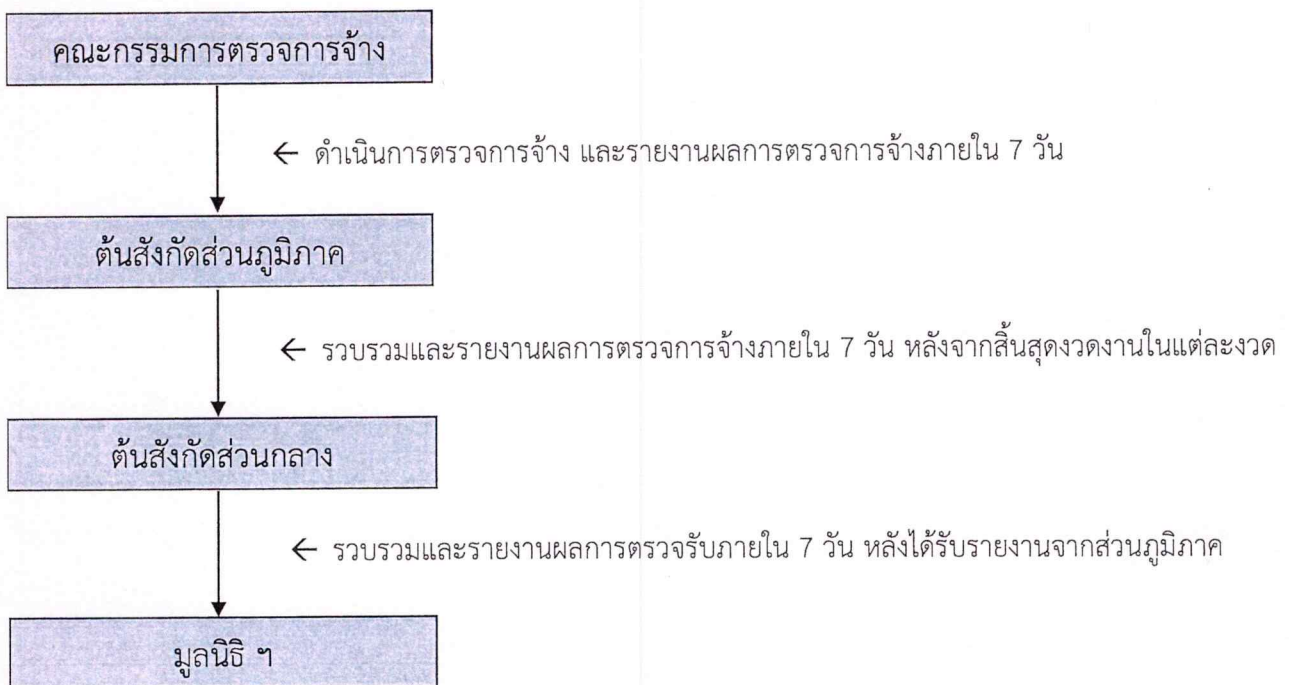 คณะกรรมการตรวจการจ้าง
← ดำเนินการตรวจการจ้าง และรายงานผลการตรวจการจ้างภายใน 7 วัน
ต้นสังกัดส่วนภูมิภาค
← รวบรวมและรายงานผลการตรวจการจ้างภายใน 7 วัน หลังจากสิ้นสุดงวดงานในแต่ละงวด
ต้นสังกัดส่วนกลาง
← รวบรวมและรายงานผลการตรวจรับภายใน 7 วัน หลังได้รับรายงานจากส่วนภูมิภาค
มูลนิธิ ฯ